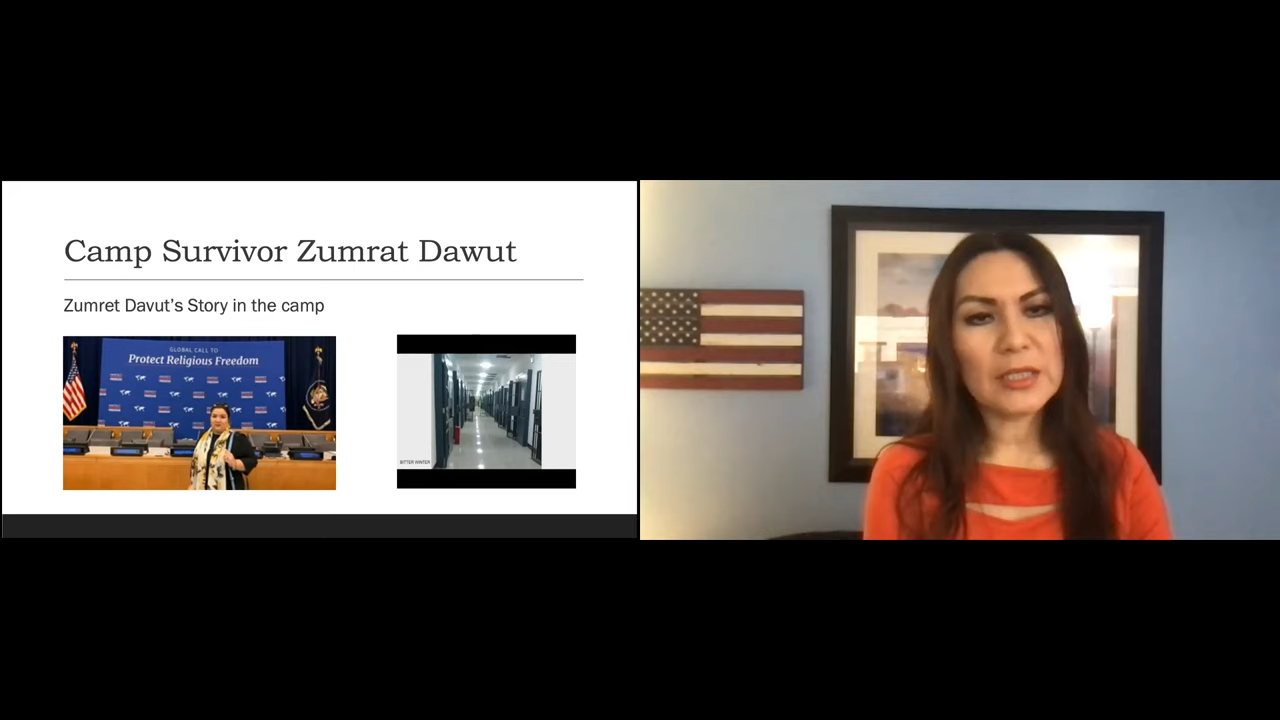 Camp Survivor Zumrat Dawut
Zumret Davut's Story in the camp
GLOBAL CALL TO
Protect Religious Freedom
BITTER WINTER